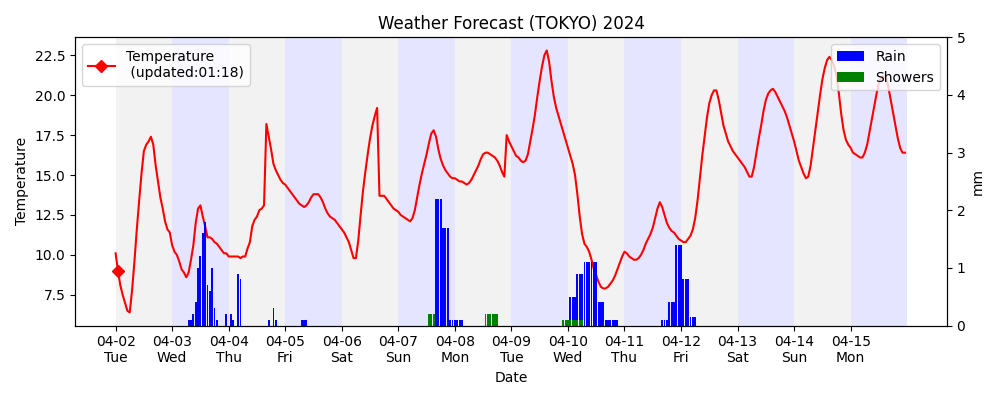 Weather Forecast (TOKYO) 2024
Temperature
(updated:01:18)
Rain
Showers
22.5
20.0
17.5
15.0
12.5
10.0
7.5
Temperature
5
4
3
2
1
0
mm
04-02 04-03 04-04 04-05 04-06 04-07 04-08 04-09 04-10 04-11 04-12 04-13 04-14 04-15
Tue Wed Thu Fri Sat Sun Mon Tue Wed Thu Fri Sat Sun Mon
Date